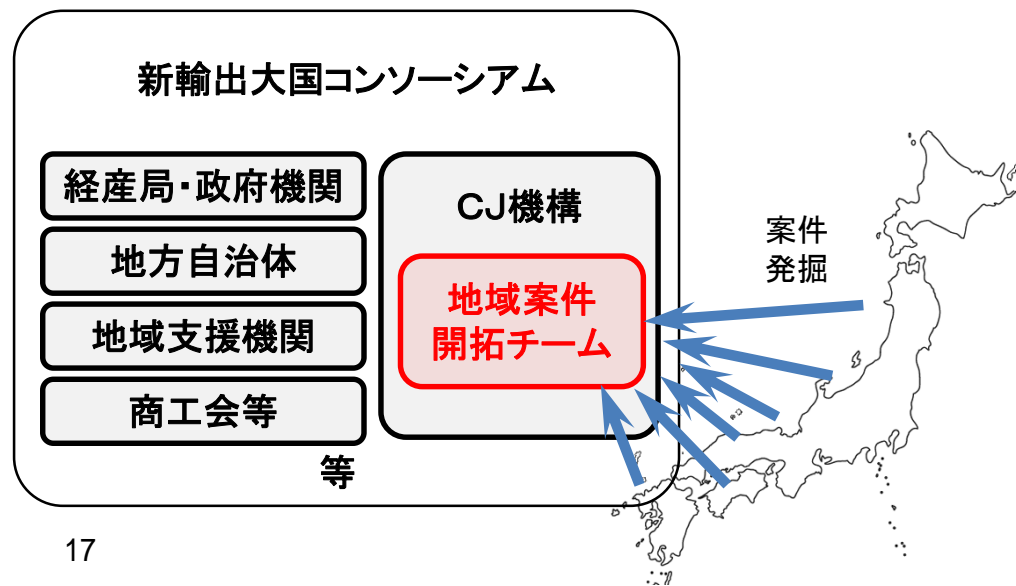 新輸出大国コンソーシアム
経産局・政府機関
地方自治体
地域支援機関
商工会等
等
CJ機構
地域案件
開拓チーム
案件
発掘
17